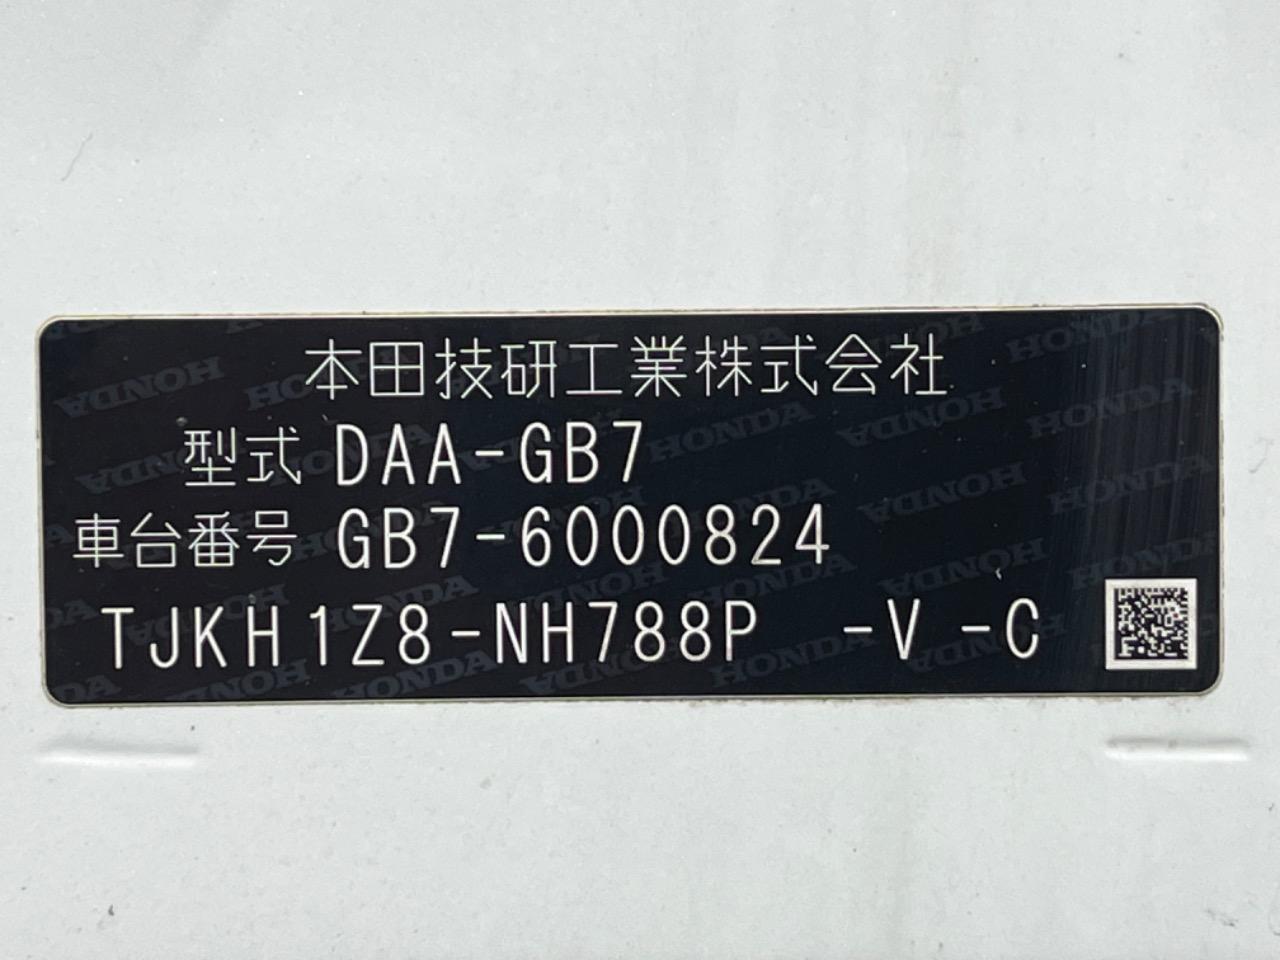 本田技研工業株式会社
型式 DAA-GB7
車台番号 GB7-6000824
TJKH1Z8-NH788P -V -C